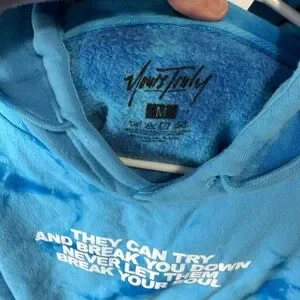 Yours Truly
M
THEY CAN TRY
AND BREAK YOU DOWN
NEVER LET THEM
BREAK YOUR SOUL